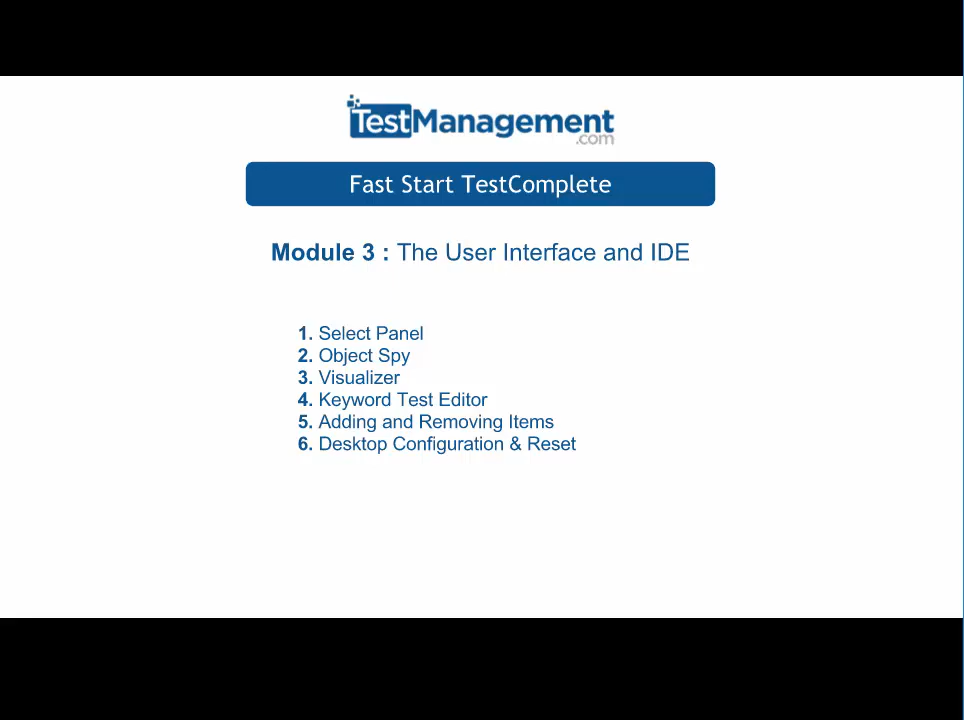 TestManagement
.com
Fast Start TestComplete
Module 3 : The User Interface and IDE
1. Select Panel
2. Object Spy
3. Visualizer
4. Keyword Test Editor
5. Adding and Removing Items
6. Desktop Configuration & Reset